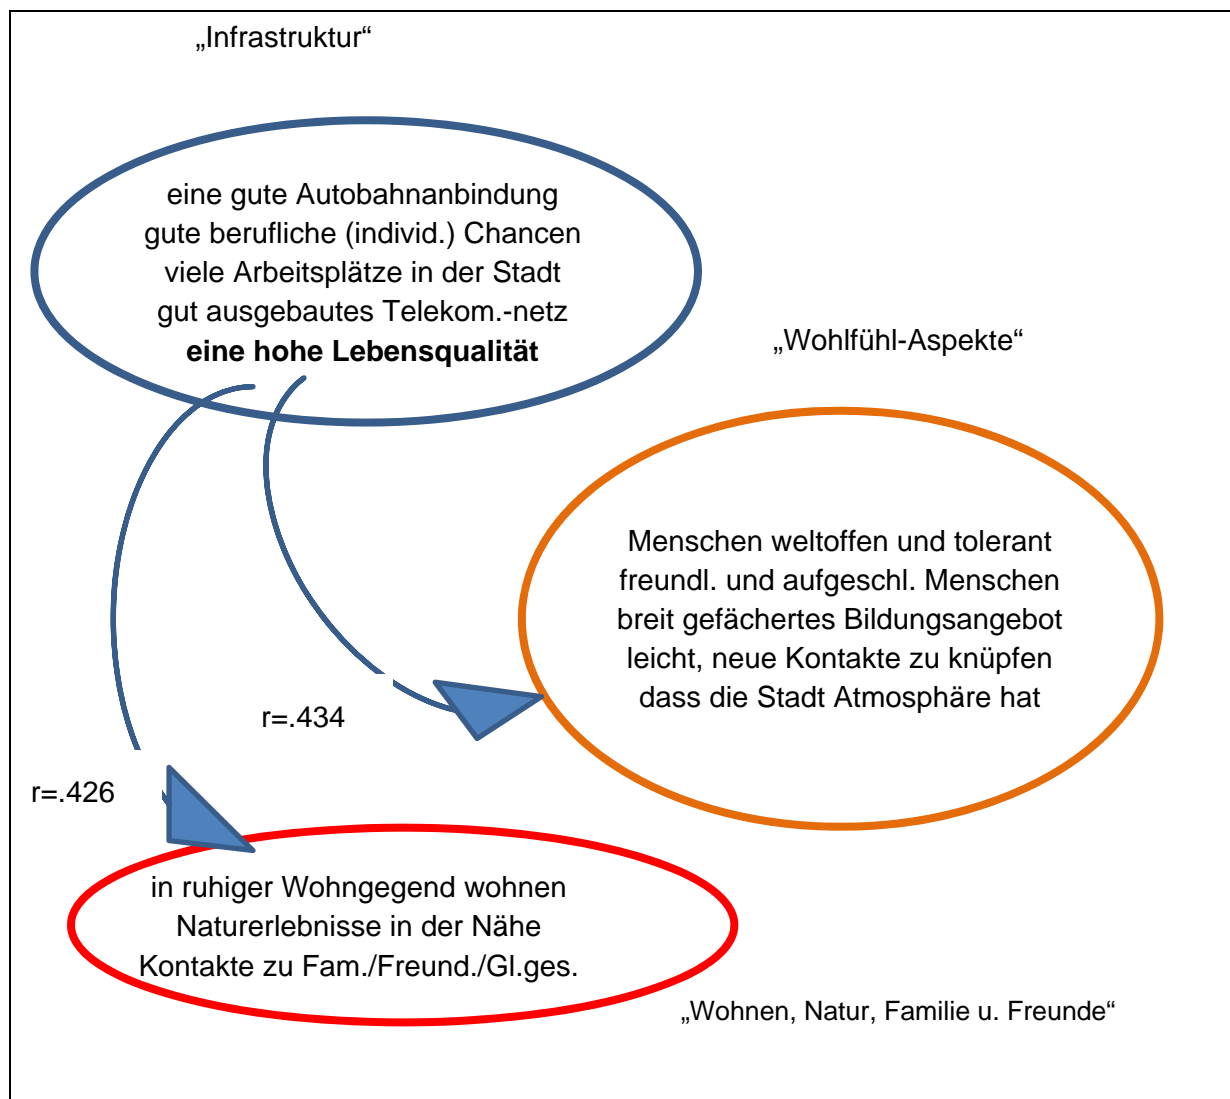 „Infrastruktur“
eine gute Autobahnanbindung
gute berufliche (individ.) Chancen
viele Arbeitsplätze in der Stadt
gut ausgebautes Telekom.-netz
eine hohe Lebensqualität
„Wohlfühl-Aspekte“
Menschen weltoffen und tolerant
freundl. und aufgeschl. Menschen
breit gefächertes Bildungsangebot
leicht, neue Kontakte zu knüpfen
dass die Stadt Atmosphäre hat
r=.434
r=.426
in ruhiger Wohngegend wohnen
Naturerlebnisse in der Nähe
Kontakte zu Fam./Freund./Gl.ges.
„Wohnen, Natur, Familie u. Freunde“